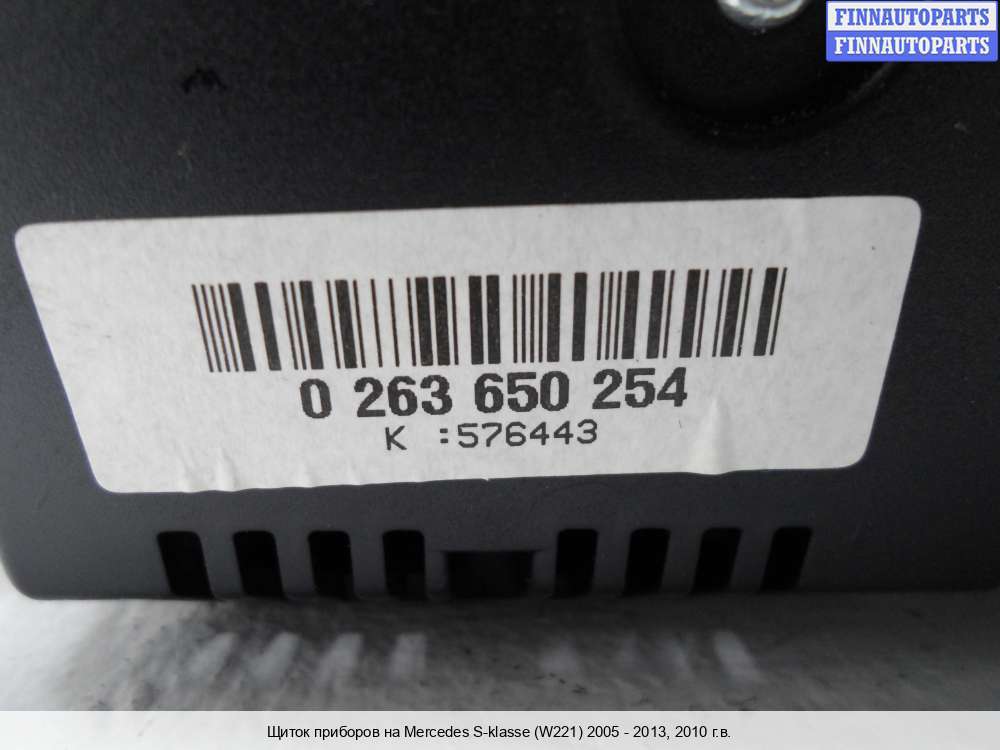 FINNAUTOPARTS
FINNAUTOPARTS
0 263 650 254
K :576443
Щиток приборов на Mercedes S-klasse (W221) 2005 - 2013, 2010 г.в.